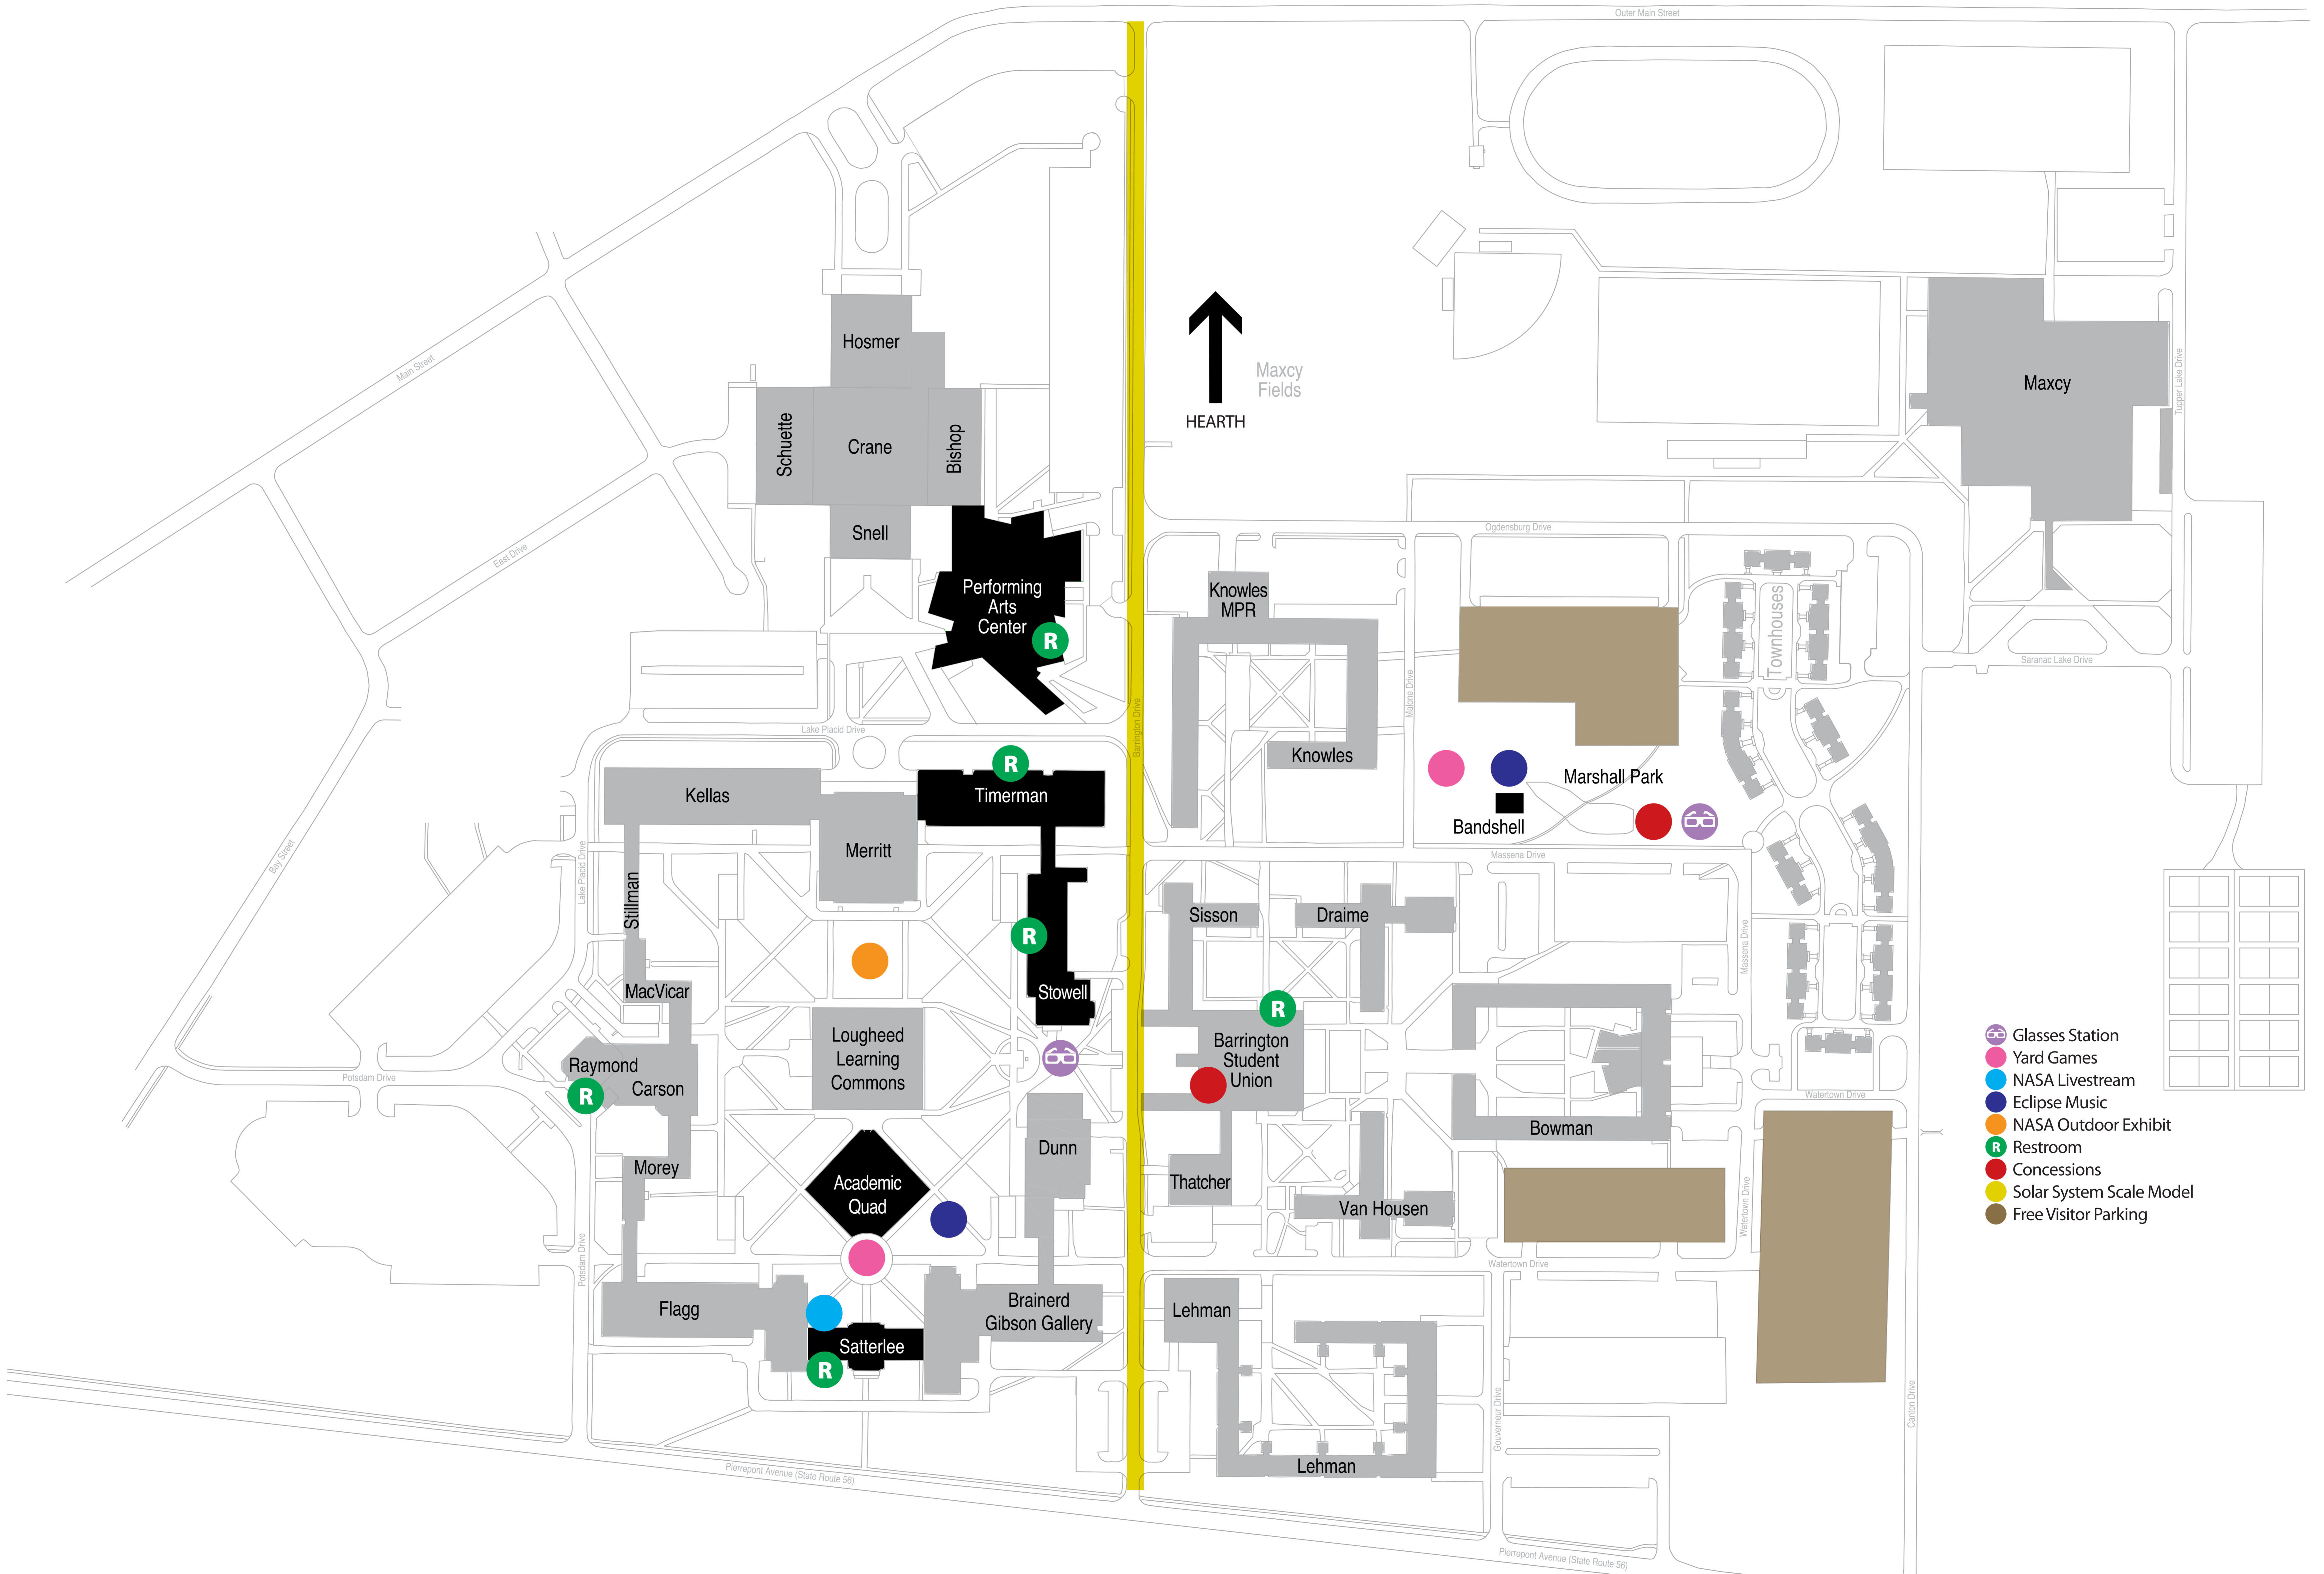 Outer Main Street
Main Street
East Drive
Bay Street
Hosmer
Schuette
Crane
Bishop
Snell
Performing
Arts
Center
R
HEARTH
Maxcy
Fields
Maxcy
Tupper Lake Drive
Ogdensburg Drive
Saranac Lake Drive
Knowles
MPR
Knowles
Malone Drive
Barrington Drive
Townhouses
Lake Placid Drive
Lake Placid Drive
Kellas
R
Timerman
Merritt
Stillman
R
Stowell
MacVicar
Raymond
R
Carson
Morey
Potsdam Drive
Potsdam Drive
Lougheed
Learning
Commons
Academic
Quad
Dunn
Flagg
Satterlee
R
Brainerd
Gibson Gallery
Marshall Park
Bandshell
Massena Drive
Massena Drive
Sisson
Draime
R
Barrington
Student
Union
Thatcher
Van Housen
Bowman
Watertown Drive
Watertown Drive
Watertown Drive
Lehman
Lehman
Gouverneur Drive
Canton Drive
Pierrepont Avenue (State Route 56)
Pierrepont Avenue (State Route 56)
Glasses Station
Yard Games
NASA Livestream
Eclipse Music
NASA Outdoor Exhibit
R Restroom
Concessions
Solar System Scale Model
Free Visitor Parking